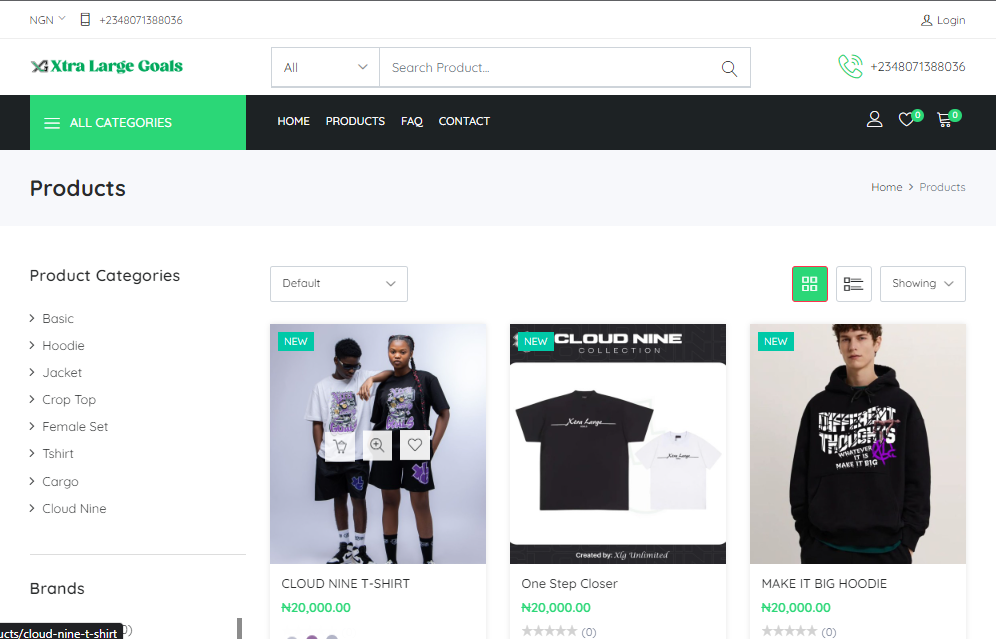 NGN +2348071388036 Login
Xtra Large Goals
All Search Product... +2348071388036
ALL CATEGORIES HOME PRODUCTS FAQ CONTACT 0 0
Products Home > Products
Product Categories
Basic
Hoodie
Jacket
Crop Top
Female Set
Tshirt
Cargo
Cloud Nine
Brands
0)
ucts/cloud-nine-t-shirt
Default Showing
NEW
GOALS
CLOUD NINE T-SHIRT
₦20,000.00
NEW CLOUD NINE
COLLECTION
Xtra Large
Xtra Large
Created by: Xlg Unlimited
One Step Closer
₦20,000.00
(0)
NEW
DIFFERENT
THOUGHTS
WHATEVER
IT IS
MAKE IT BIG
MAKE IT BIG HOODIE
₦20,000.00
(0)